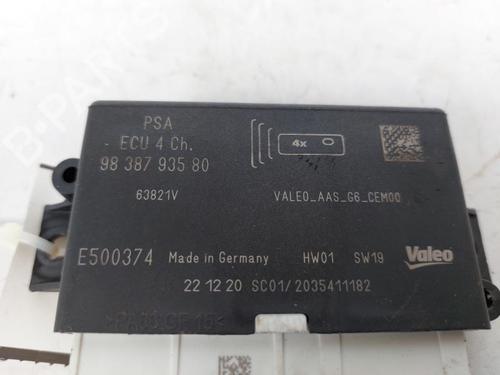 PSA
- ECU 4 Ch.
98 387 935 80
4x
63821V
VALEO_AAS_G6_CEM00
E500374 Made in Germany HW01 SW19 Valeo
22 12 20 SC01/2035411182
B-PARTS